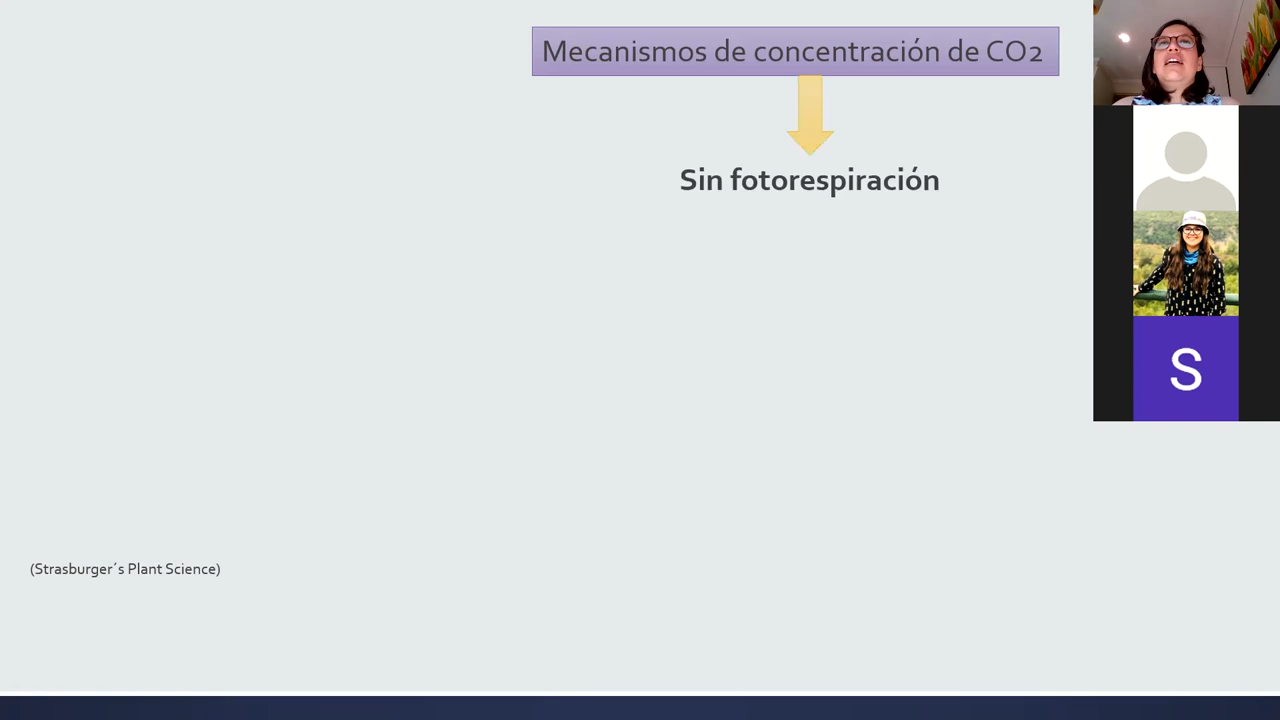 Mecanismos de concentración de CO2
Sin fotorespiración
S
(Strasburger´s Plant Science)